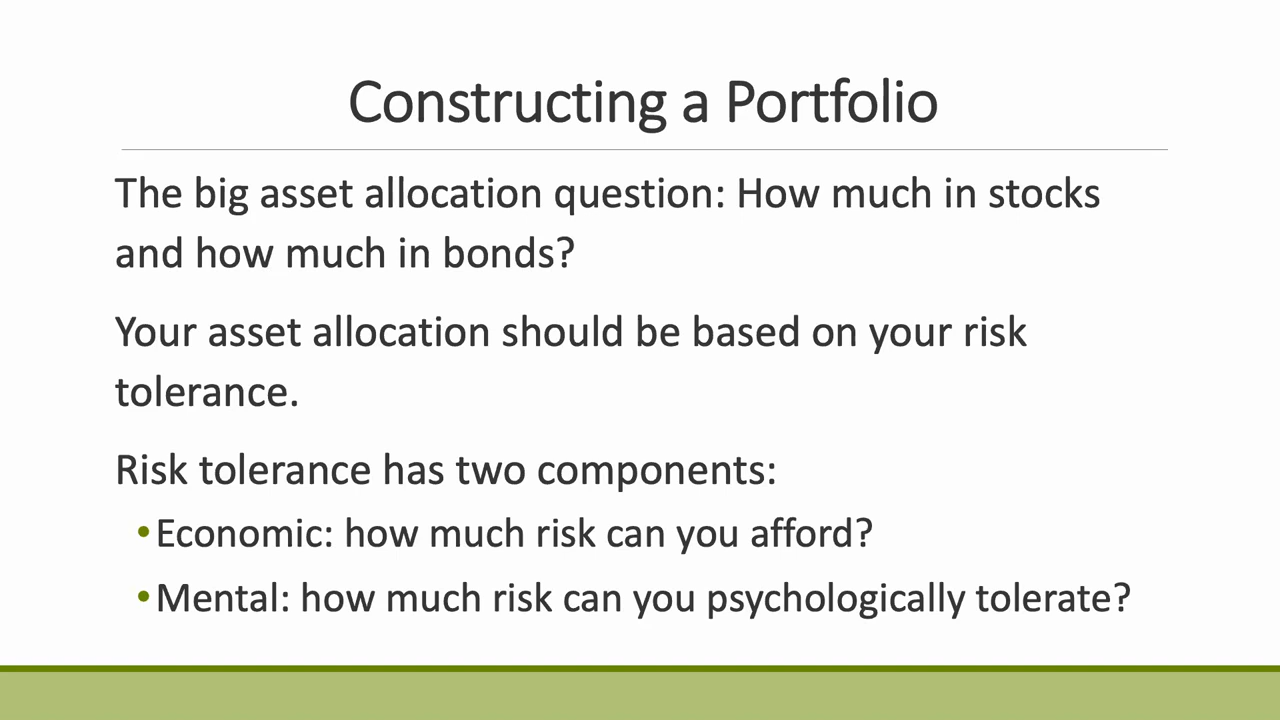 Constructing a Portfolio
The big asset allocation question: How much in stocks
and how much in bonds?
Your asset allocation should be based on your risk
tolerance.
Risk tolerance has two components:
•Economic: how much risk can you afford?
•Mental: how much risk can you psychologically tolerate?